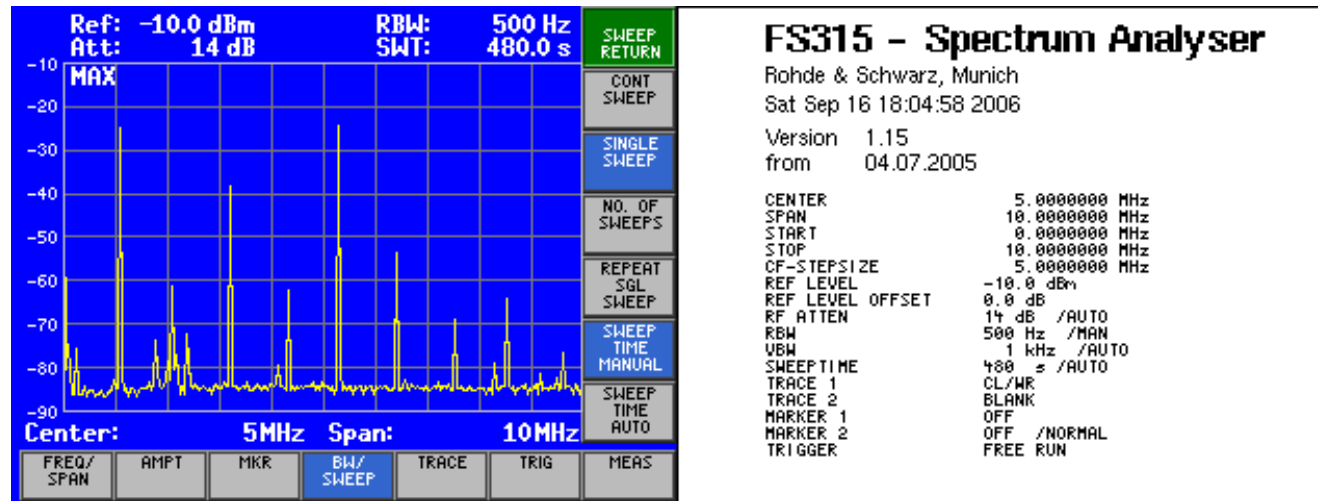 Ref: -10.0 dBm RBW: 500 Hz
Att: 14 dB SWT: 480.0 s
MAX
-10
-20
-30
-40
-50
-60
-70
-80
-90
Center: 5MHz Span: 10MHz
SWEEP
RETURN
CONT
SWEEP
SINGLE
SWEEP
NO. OF
SWEEPS
REPEAT
SGL
SWEEP
SWEEP
TIME
MANUAL
SWEEP
TIME
AUTO
FREQ/
SPAN
AMPT
MKR
BW/
SWEEP
TRACE
TRIG
MEAS
FS315 - Spectrum Analyser
Rohde & Schwarz, Munich
Sat Sep 16 18:04:58 2006
Version 1.15
from 04.07.2005
CENTER 5.0000000 MHz
SPAN 10.0000000 MHz
START 0.0000000 MHz
STOP 10.0000000 MHz
CF-STEPSIZE 5.0000000 MHz
REF LEVEL -10.0 dBm
REF LEVEL OFFSET 0.0 dB
RF ATTEN 14 dB /AUTO
RBW 500 Hz /MAN
VBW 1 kHz /AUTO
SWEEPTIME 480 s /AUTO
TRACE 1 CL/WR
TRACE 2 BLANK
MARKER 1 OFF
MARKER 2 OFF /NORMAL
TRIGGER FREE RUN